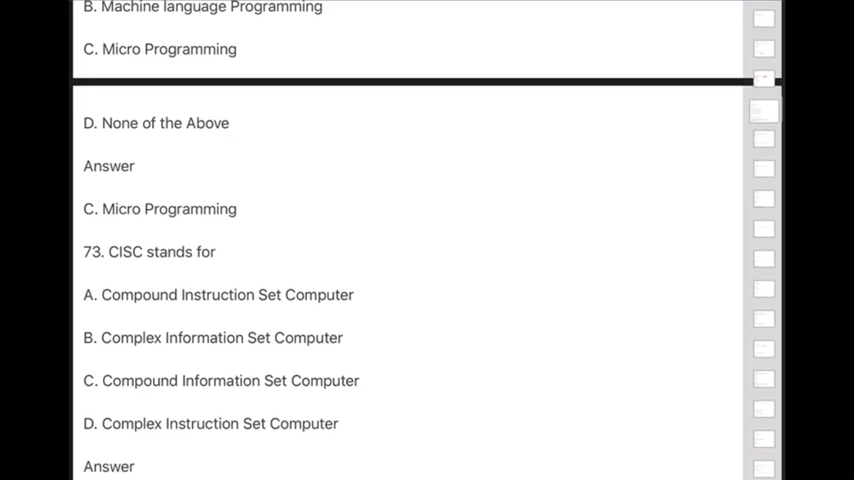 B. Machine language Programming
C. Micro Programming
D. None of the Above
Answer
C. Micro Programming
73. CISC stands for
A. Compound Instruction Set Computer
B. Complex Information Set Computer
C. Compound Information Set Computer
D. Complex Instruction Set Computer
Answer